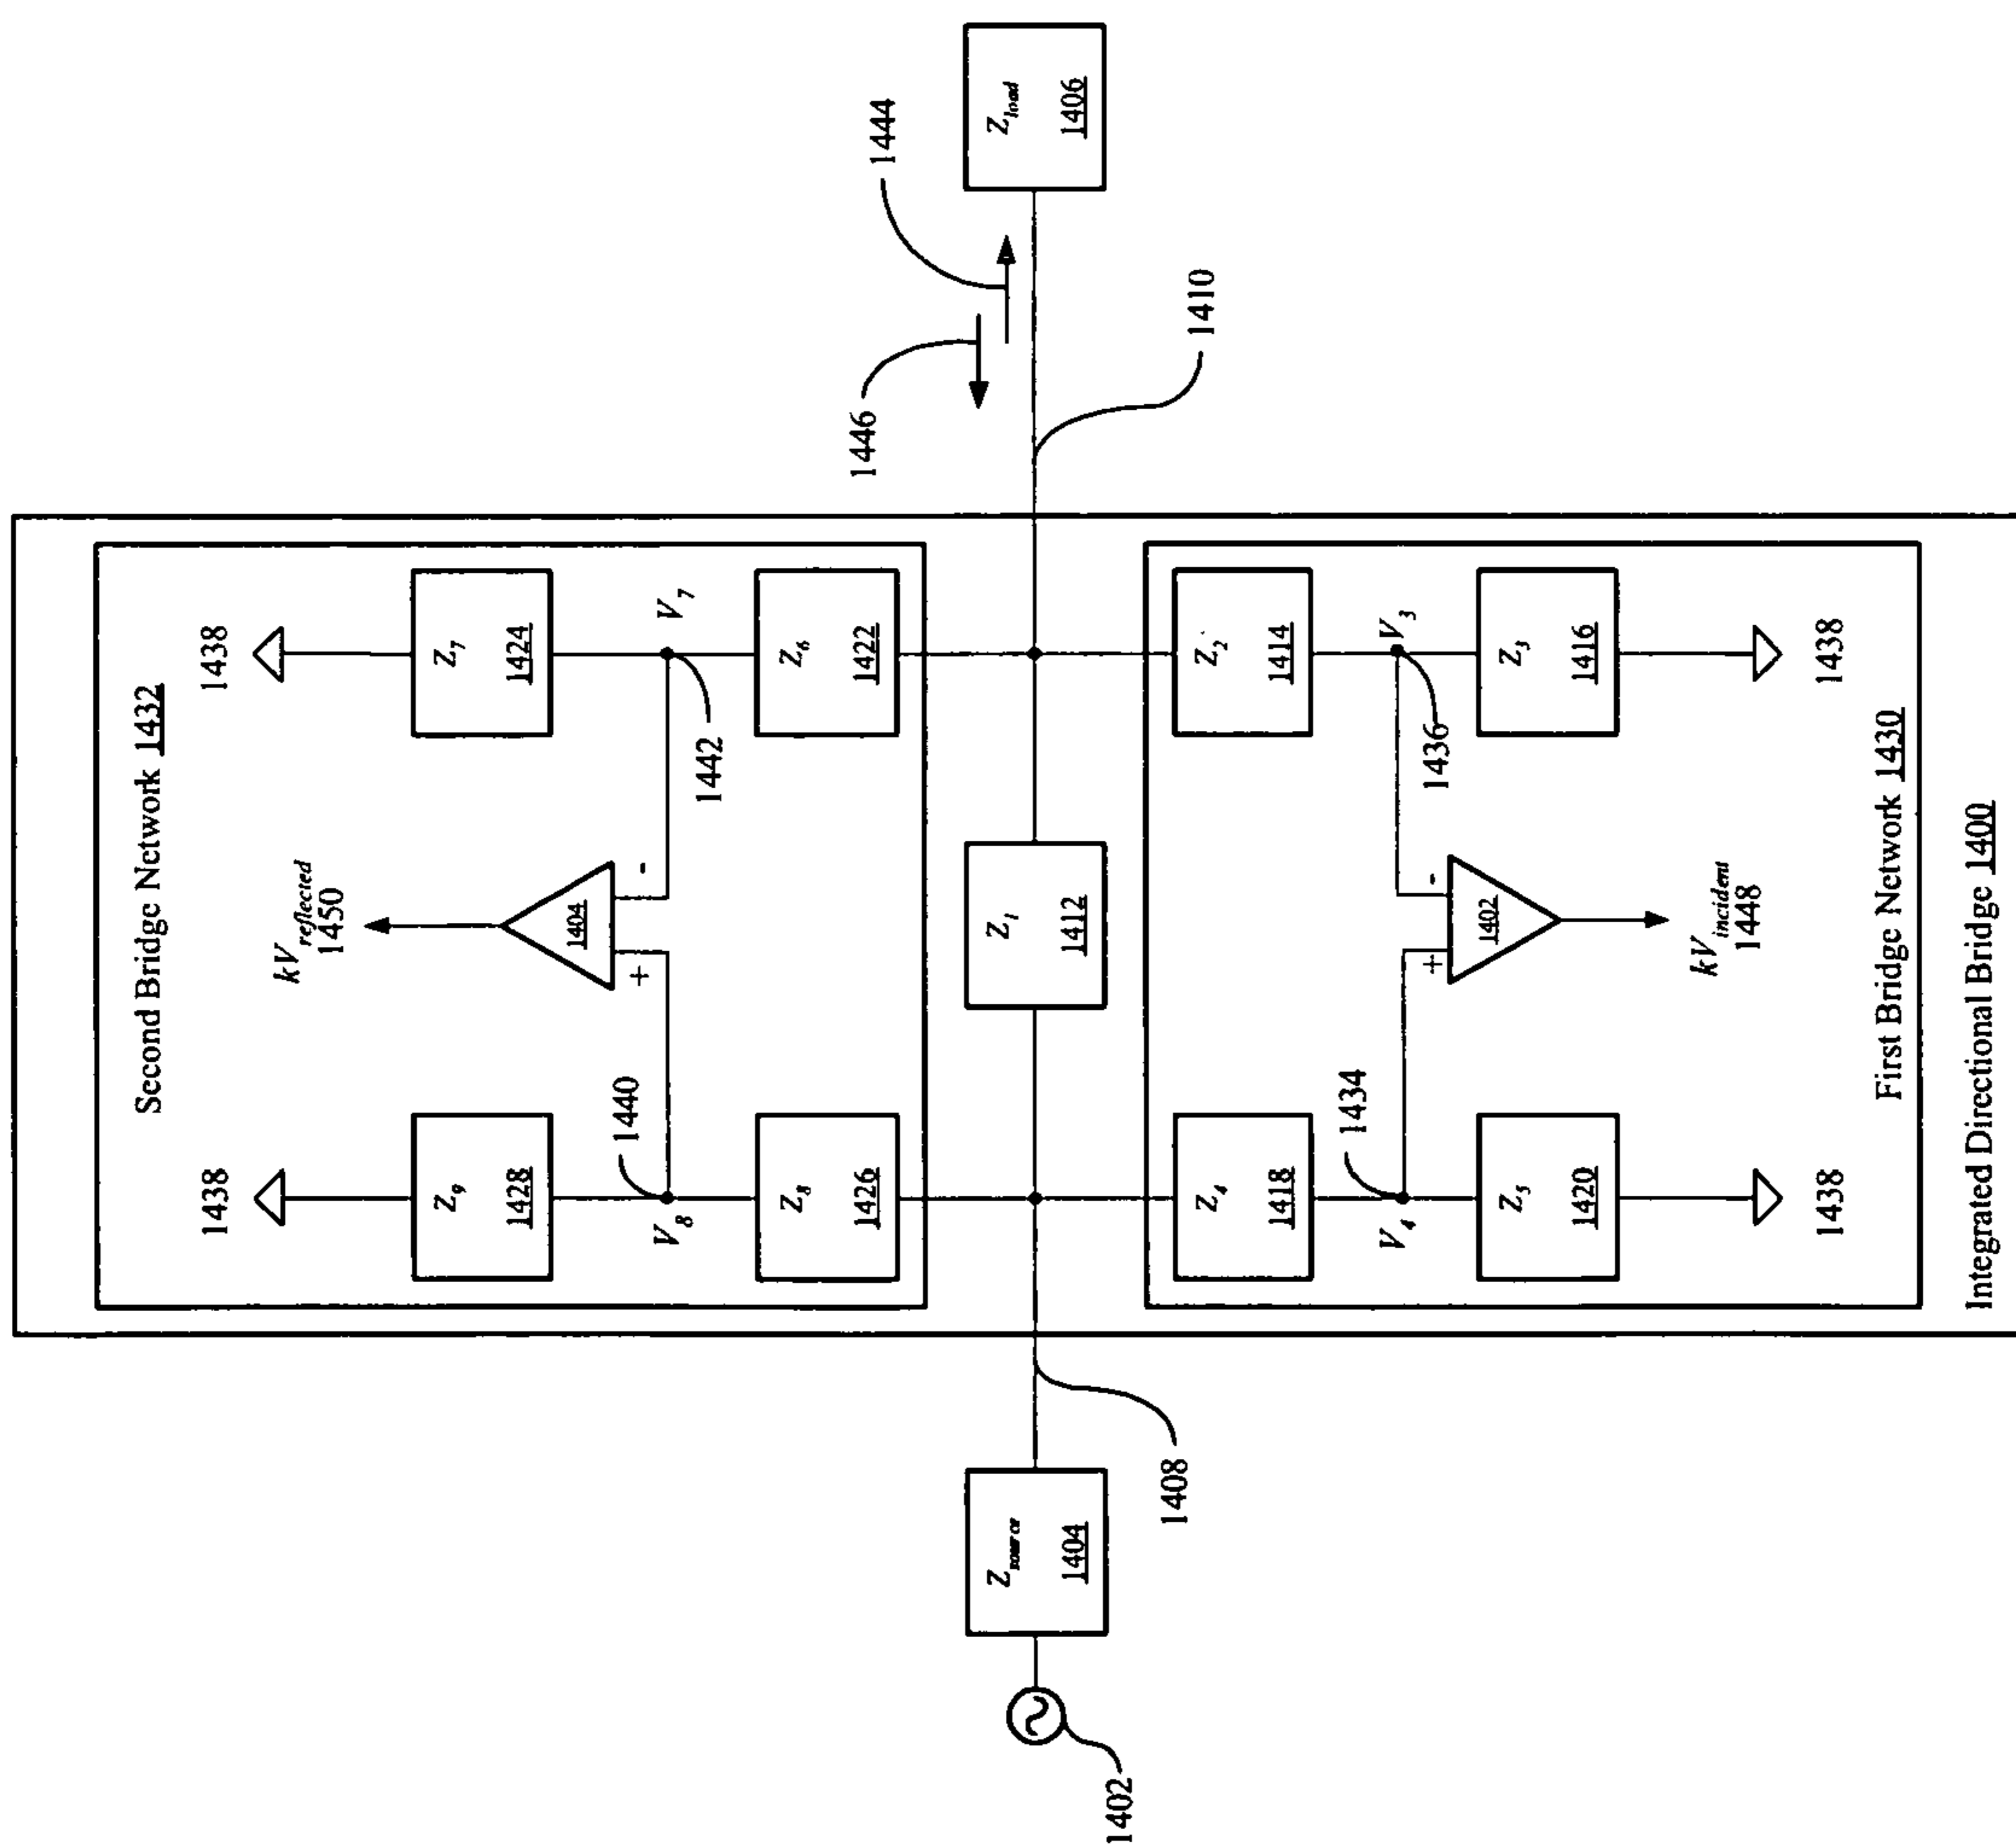 Second Bridge Network 1432
1438
1438
Z9
1428
Z7
1424
kVreflected
1450
1404
+
-
1440
V8
V7
1442
Z8
1426
Z6
1422
1402
Zsource
1404
1408
Z1
1412
1446
1444
1410
Zload
1406
Z4
1418
Z2
1414
1434
V4
V3
1436
+
-
1402
Z5
1420
Z3
1416
kVincident
1448
1438
1438
First Bridge Network 1430
Integrated Directional Bridge 1400